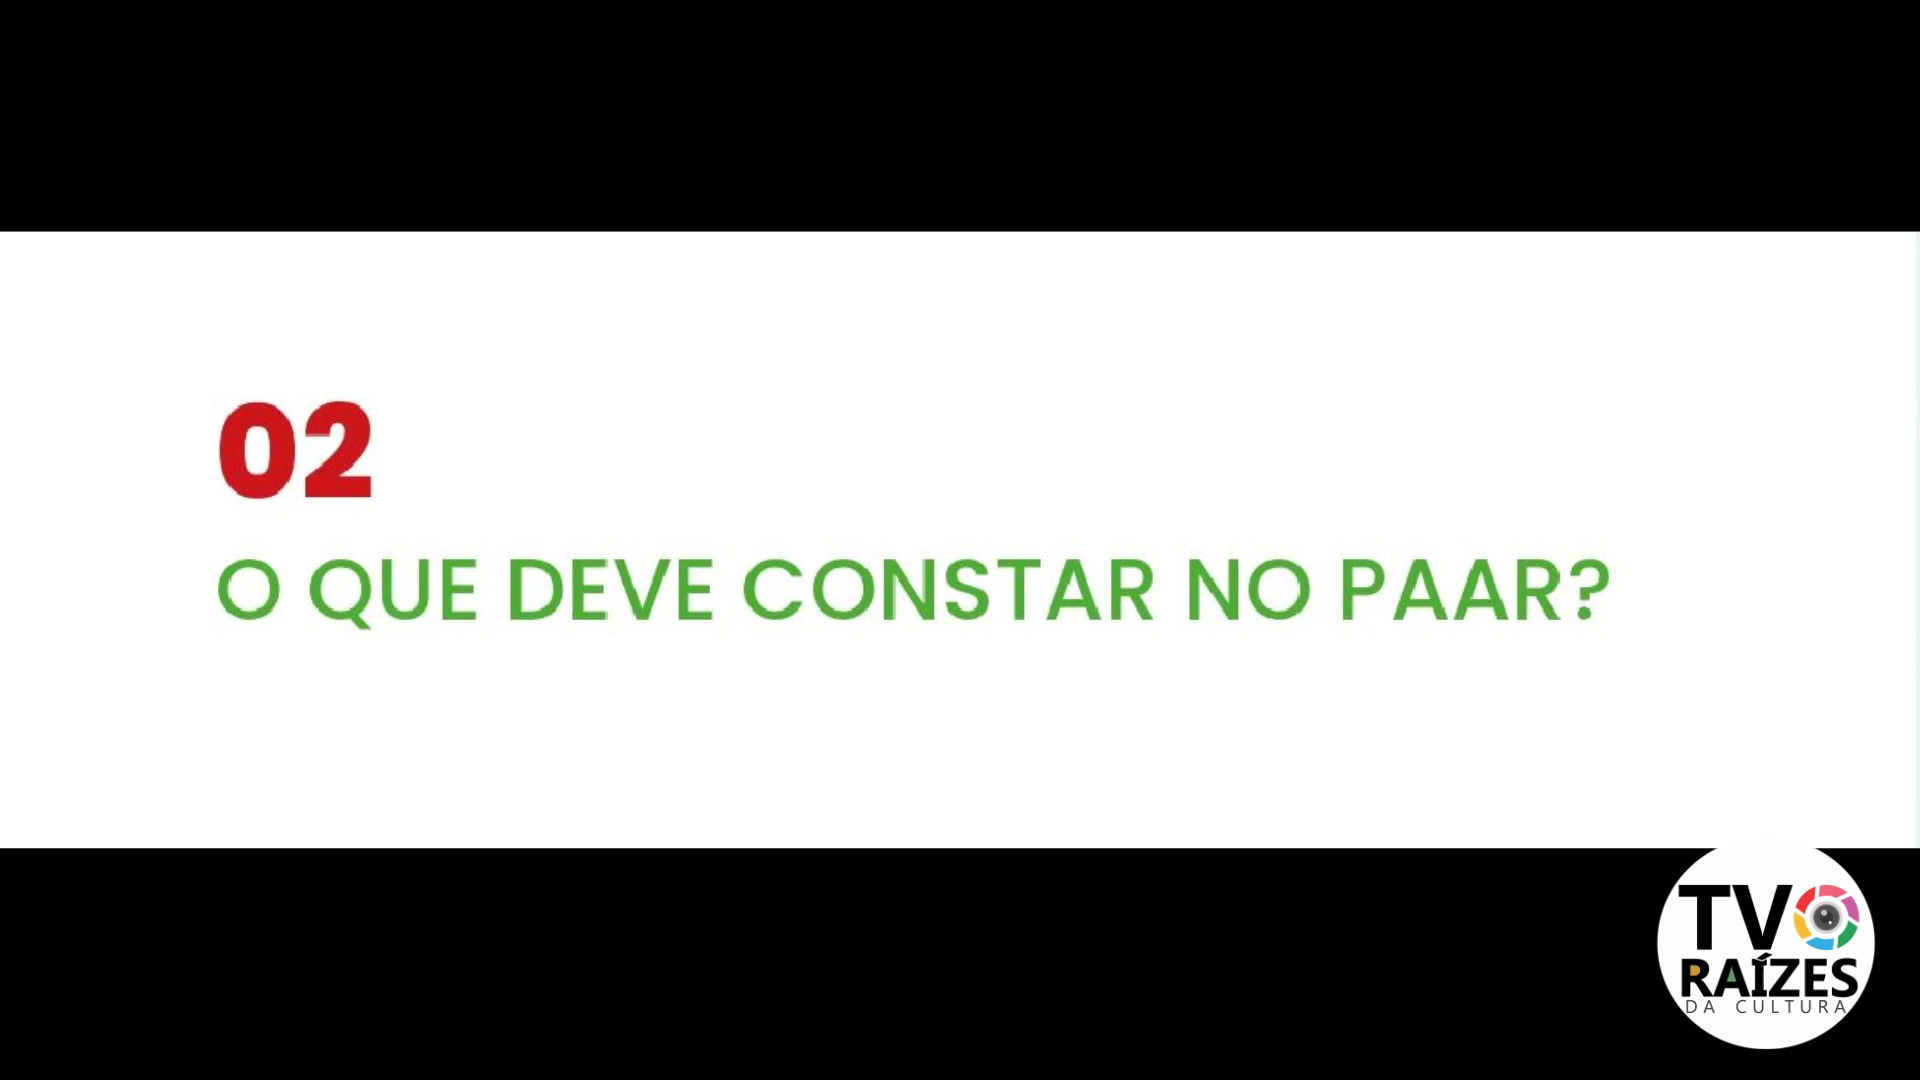 02
O QUE DEVE CONSTAR NO PAAR?
TV
RAÍZES
DA CULTURA